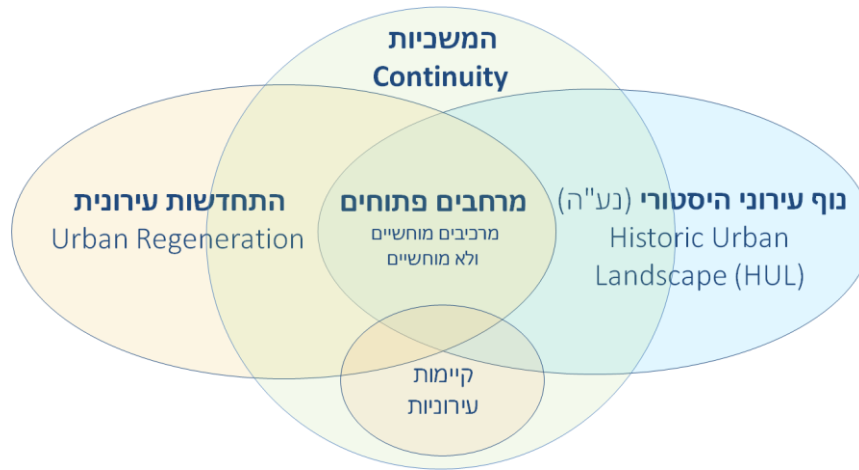 המשכיות
Continuity
התחדשות עירונית
Urban Regeneration
מרחבים פתוחים
מרכיבים מוחשיים
ולא מוחשיים
נוף עירוני היסטורי (נע"ה)
Historic Urban
Landscape (HUL)
קיימות
עירוניות